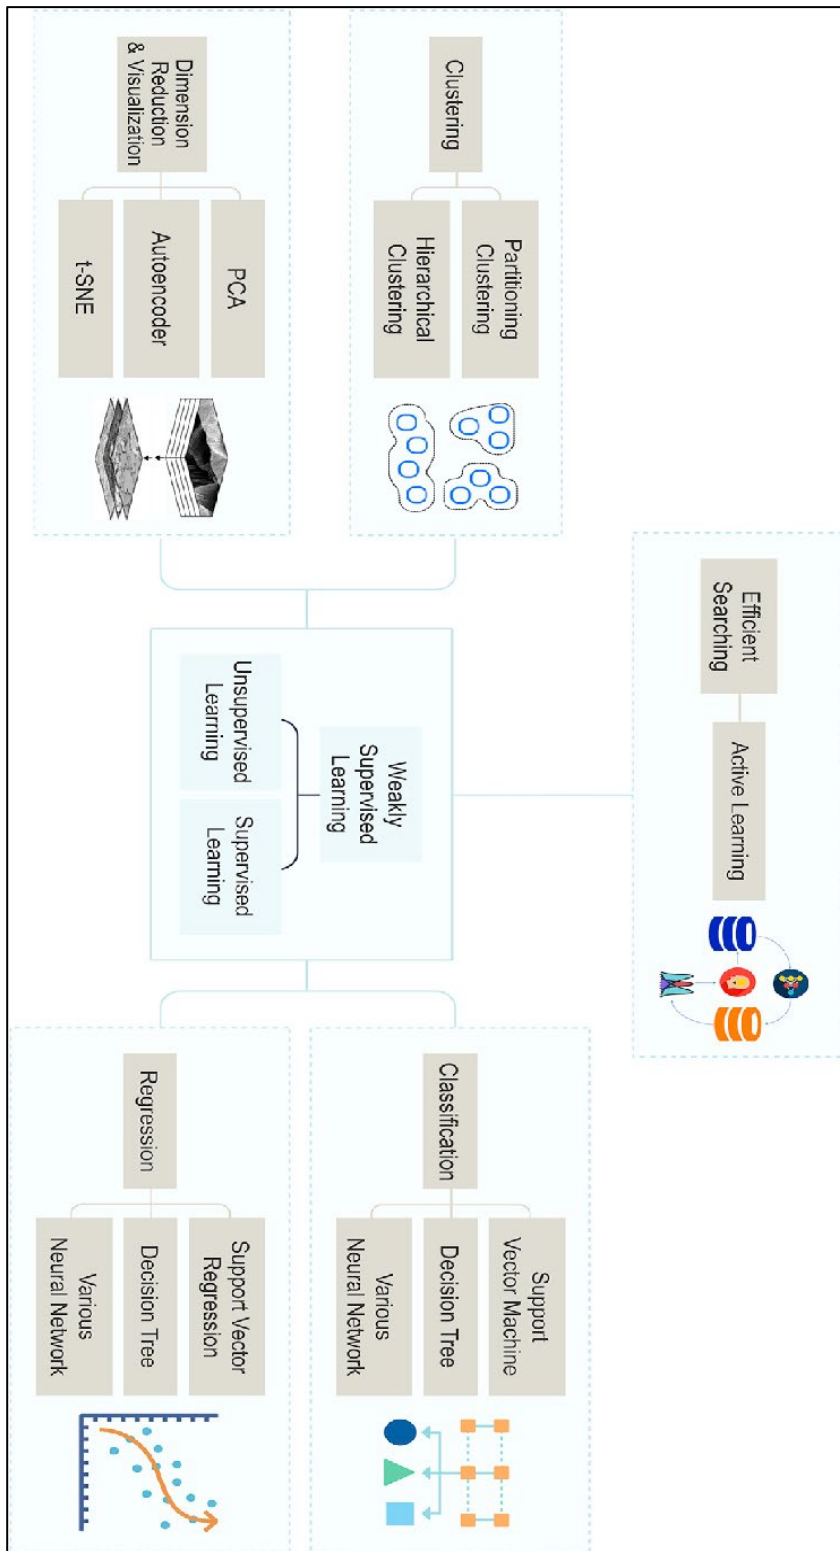 Efficient
Searching
Active Learning
Clustering
Partitioning
Clustering
Hierarchical
Clustering
Dimension
Reduction
& Visualization
PCA
Autoencoder
t-SNE
Weakly
Supervised
Learning
Unsupervised
Learning
Supervised
Learning
Classification
Support
Vector Machine
Decision Tree
Various
Neural Network
Regression
Support Vector
Regression
Decision Tree
Various
Neural Network